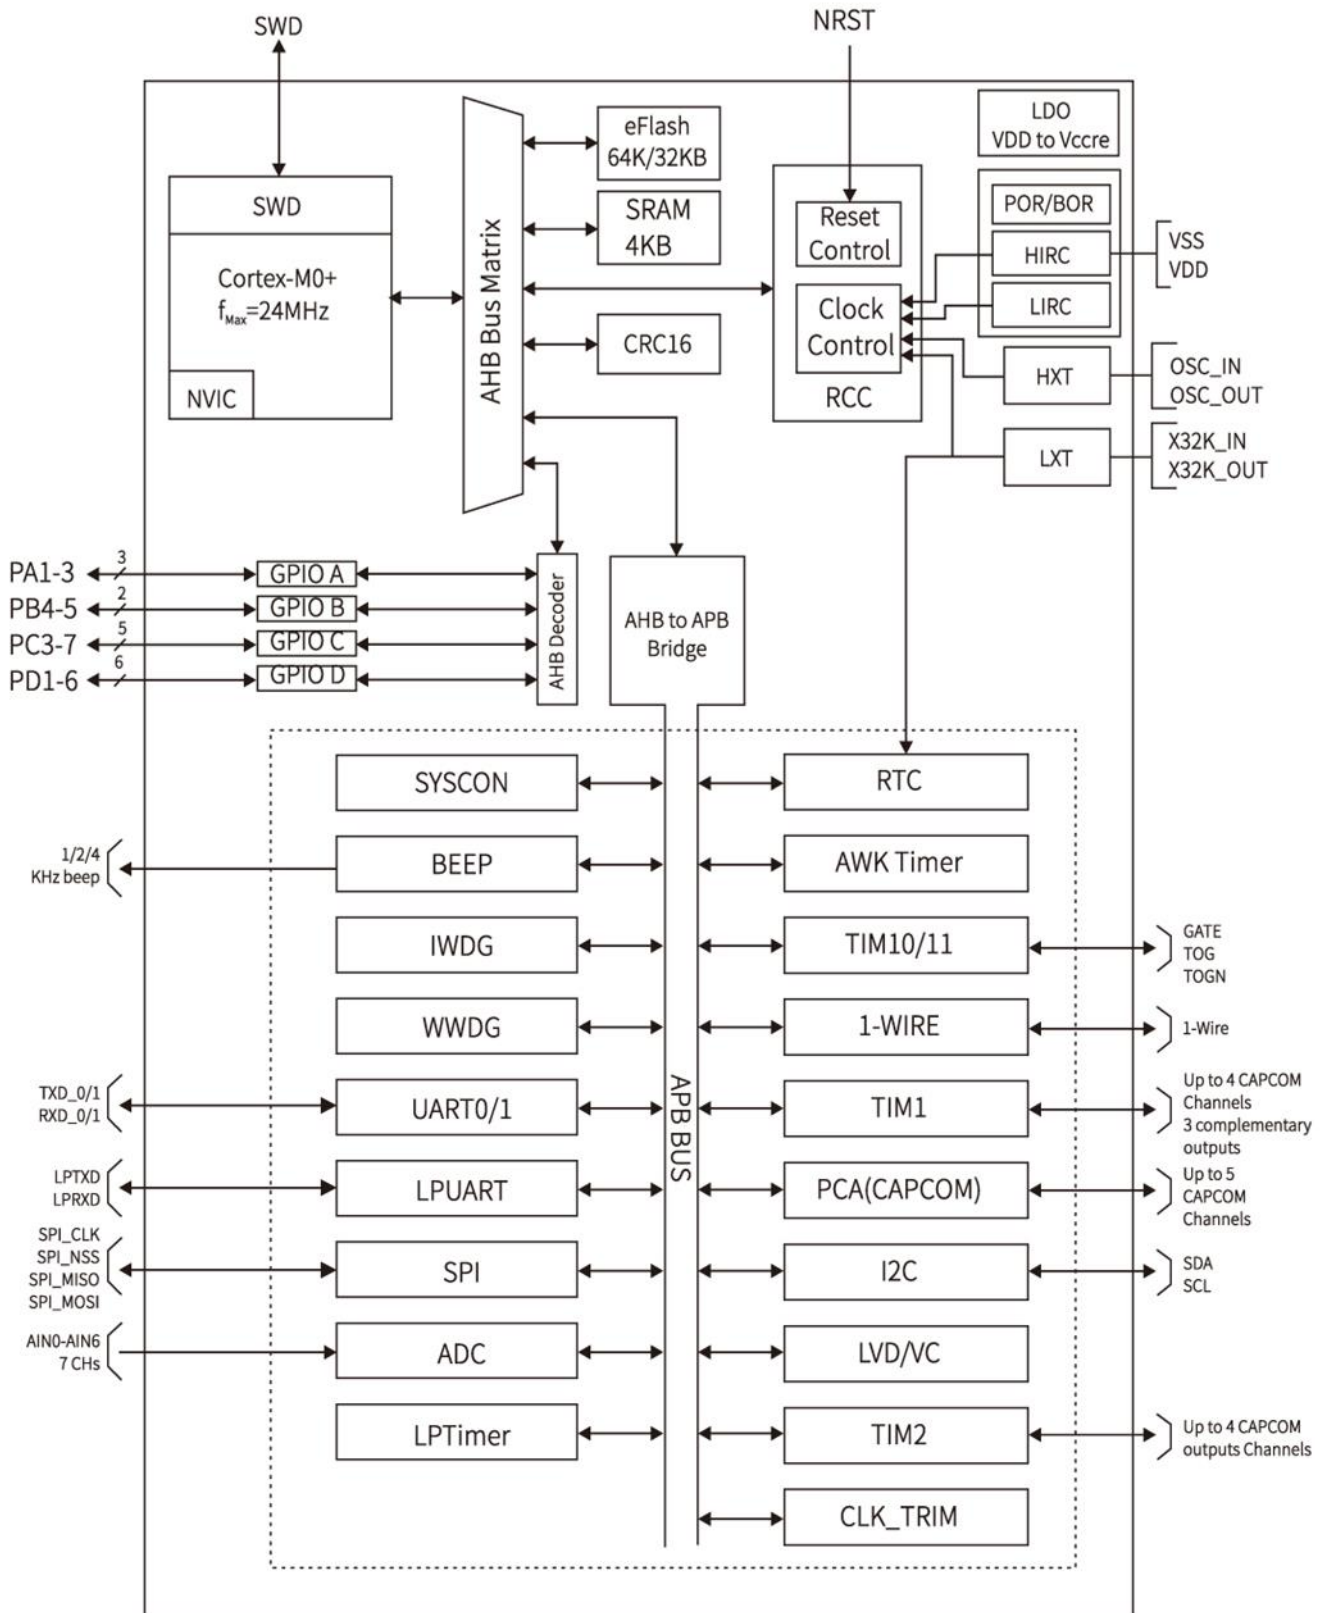 SWD
NRST
SWD
Cortex-M0+
fMax=24MHz
NVIC
AHB Bus Matrix
eFlash
64K/32KB
SRAM
4KB
CRC16
Reset
Control
Clock
Control
RCC
LDO
VDD to Vccre
POR/BOR
HIRC
LIRC
HXT
LXT
VSS
VDD
OSC_IN
OSC_OUT
X32K_IN
X32K_OUT
PA1-3
3
GPIO A
PB4-5
2
GPIO B
PC3-7
5
GPIO C
PD1-6
6
GPIO D
AHB Decoder
AHB to APB
Bridge
APB BUS
SYSCON
1/2/4
KHz beep
BEEP
IWDG
WWDG
TXD_0/1
RXD_0/1
UART0/1
LPTXD
LPRXD
LPUART
SPI_CLK
SPI_NSS
SPI_MISO
SPI_MOSI
SPI
AIN0-AIN6
7 CHs
ADC
LPTimer
RTC
AWK Timer
TIM10/11
GATE
TOG
TOGN
1-WIRE
1-Wire
TIM1
Up to 4 CAPCOM
Channels
3 complementary
outputs
PCA(CAPCOM)
Up to 5
CAPCOM
Channels
I2C
SDA
SCL
LVD/VC
TIM2
Up to 4 CAPCOM
outputs Channels
CLK_TRIM